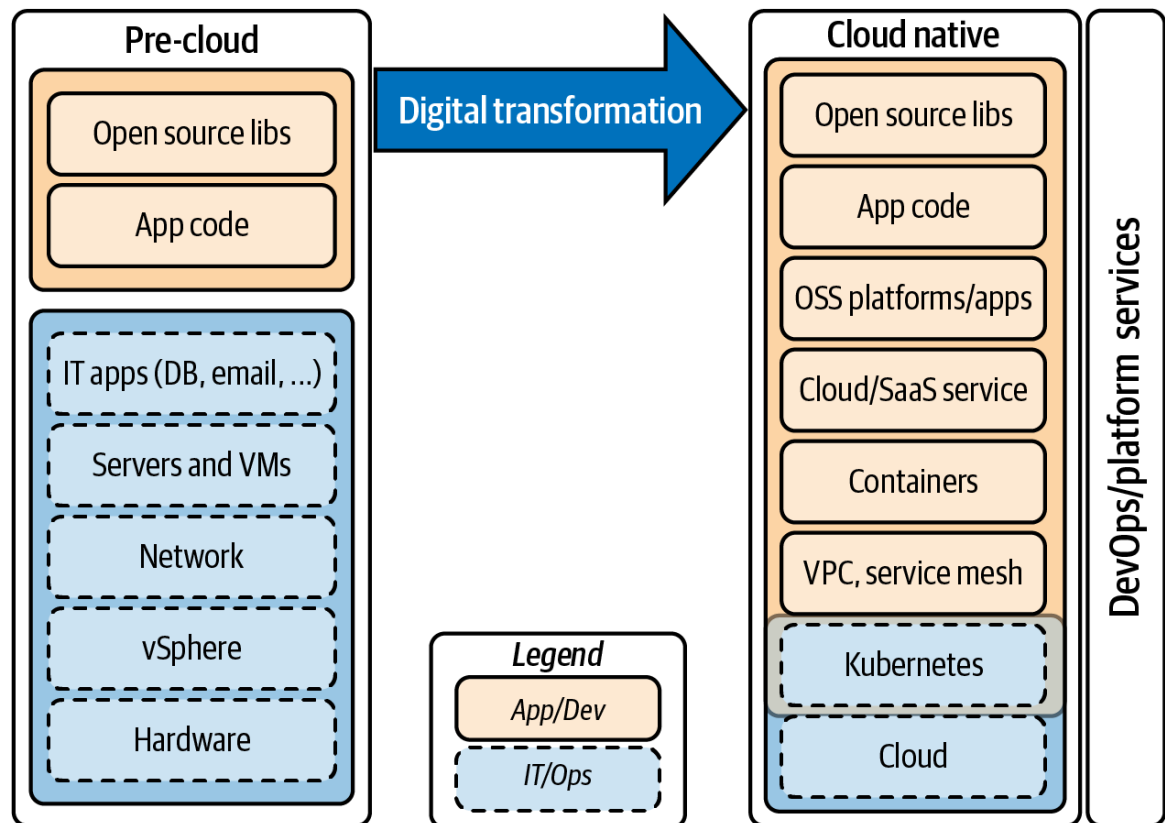 Pre-cloud
Open source libs
App code
IT apps (DB, email, ...)
Servers and VMs
Network
vSphere
Hardware
Digital transformation
Legend
App/Dev
IT/Ops
Cloud native
Open source libs
App code
OSS platforms/apps
Cloud/SaaS service
Containers
VPC, service mesh
Kubernetes
Cloud
DevOps/platform services